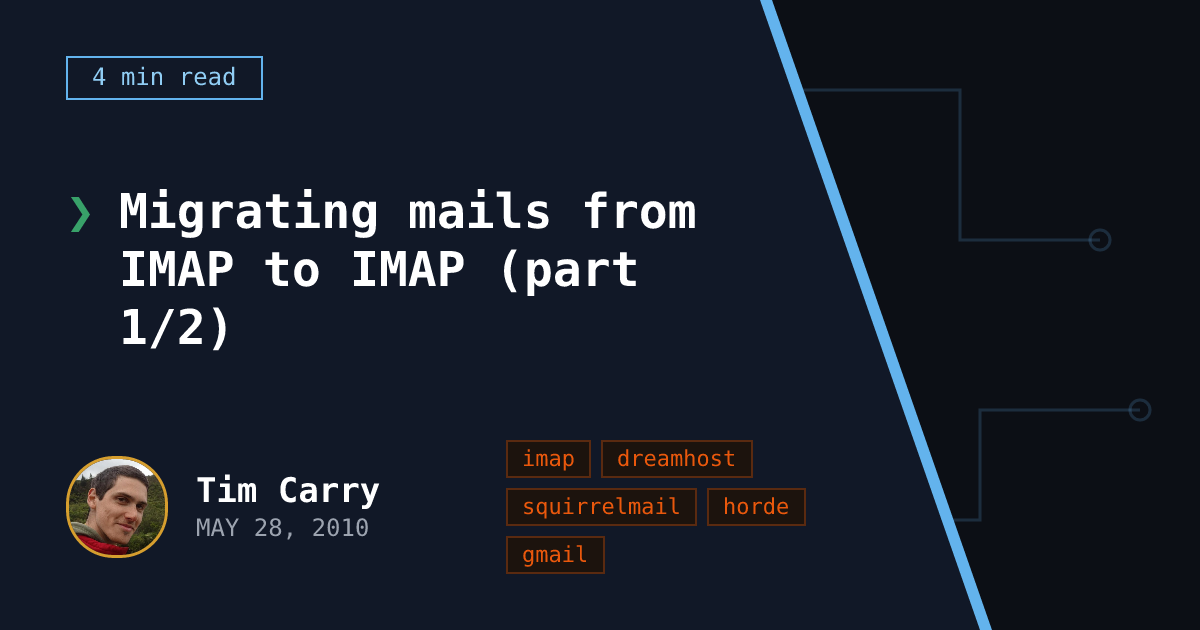 4 min read
❯ Migrating mails from
IMAP to IMAP (part
1/2)
Tim Carry
MAY 28, 2010
imap dreamhost
squirrelmail horde
gmail